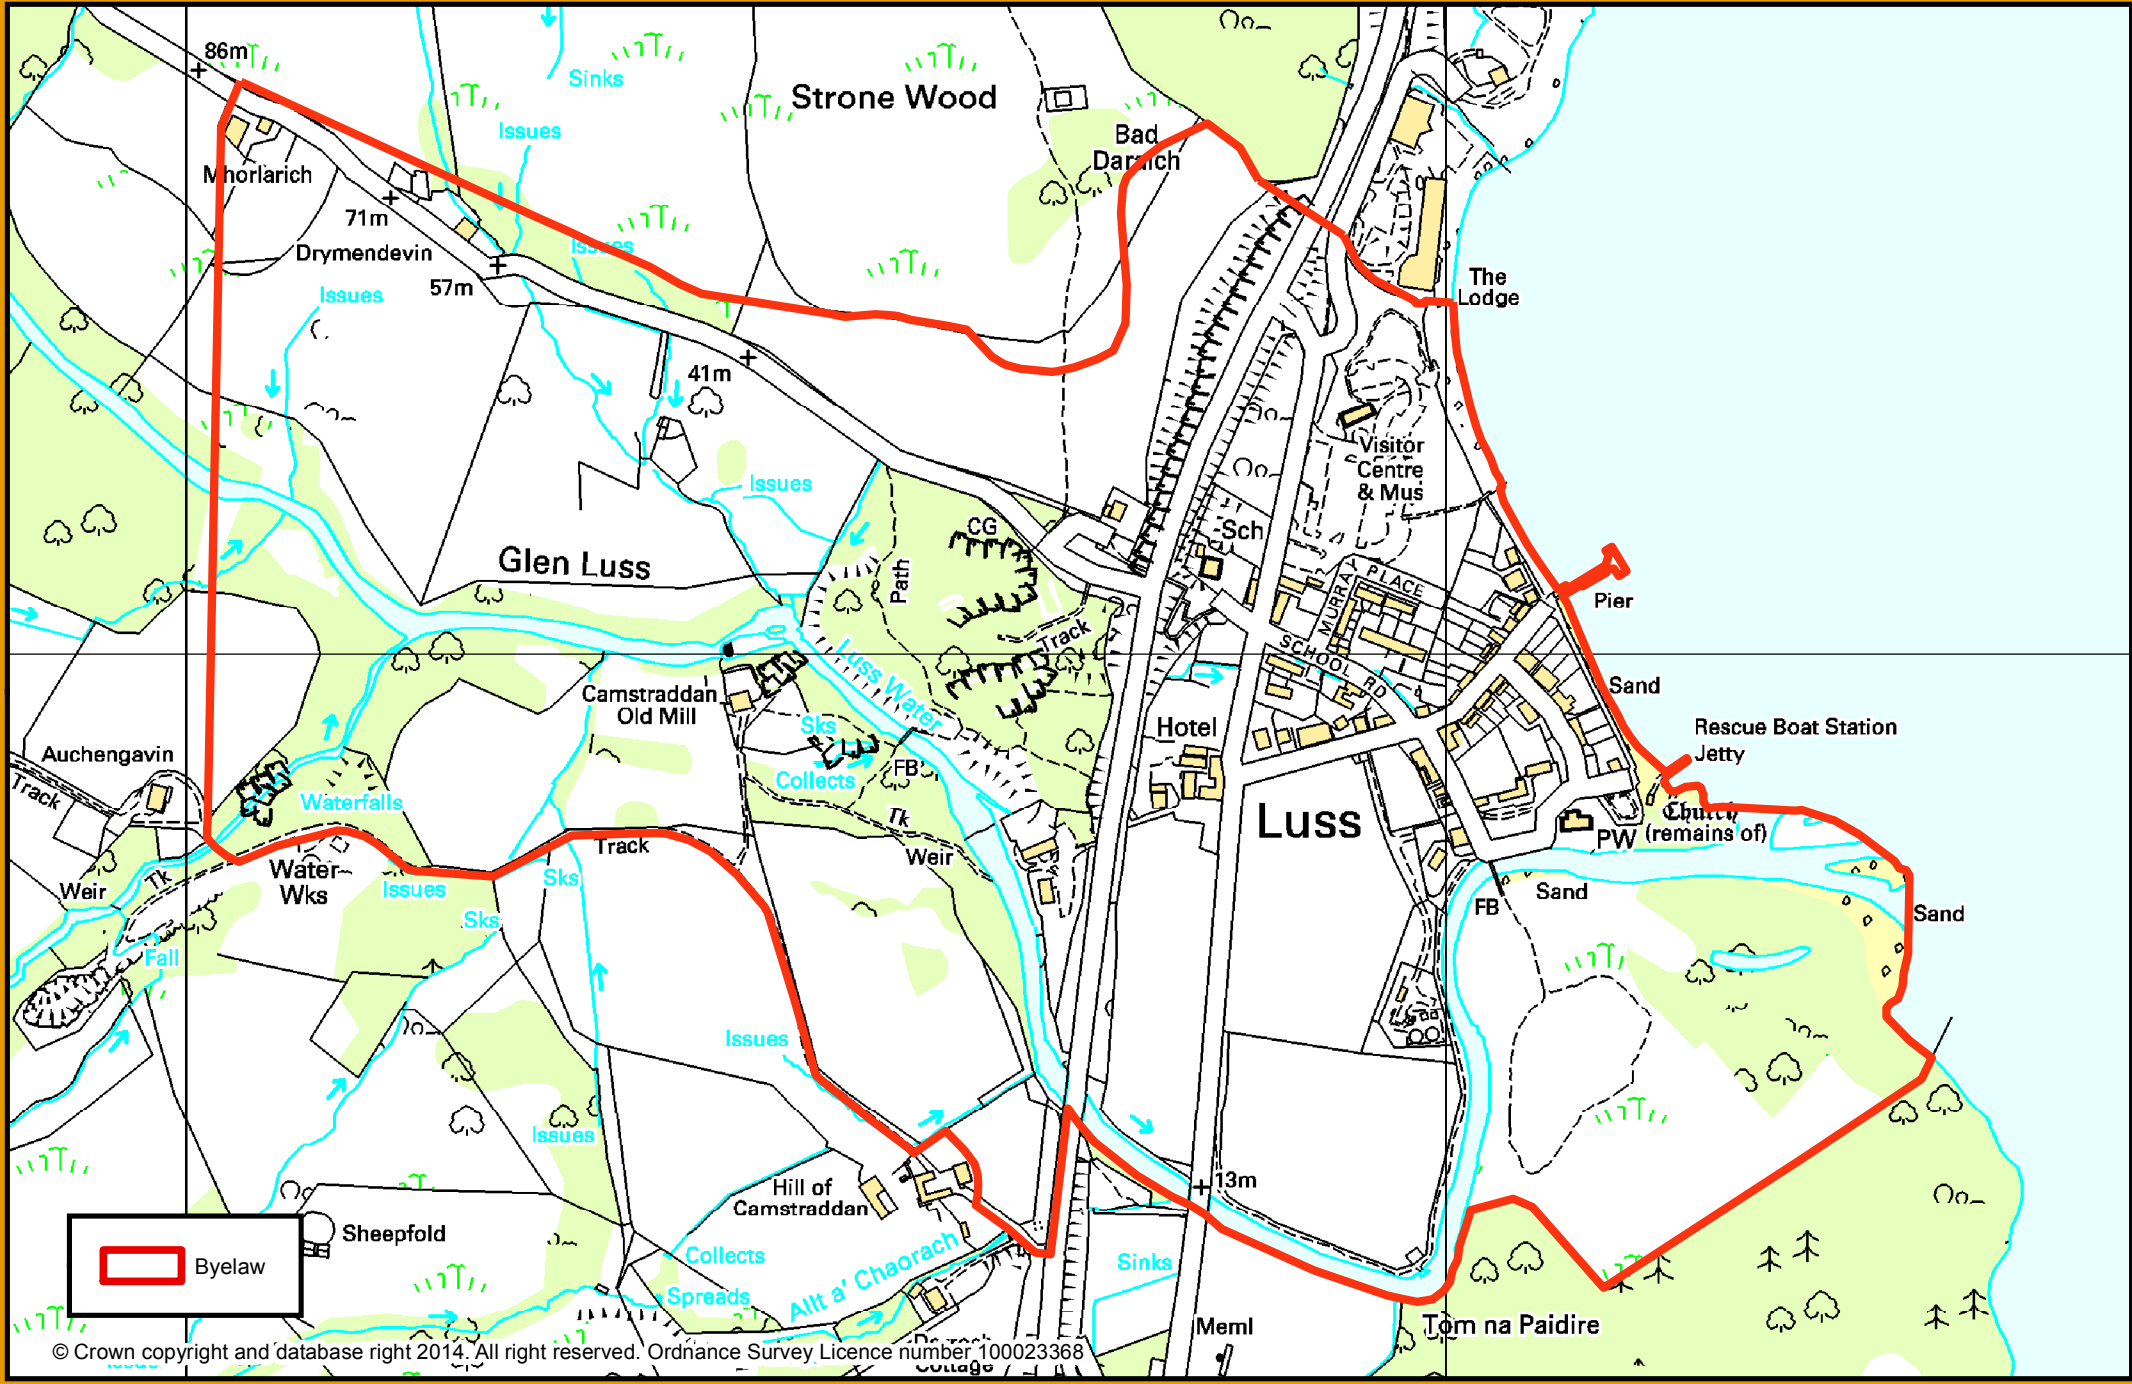 86m
Sinks
Strone Wood
Issues
Bad
Daraich
Mhorlarich
71m
Drymendevin
Issues
57m
Issues
The
Lodge
41m
Visitor
Centre
& Mus
Issues
CG
Sch
Glen Luss
Path
MURRAY PLACE
Pier
Track
SCHOOL RD
Luss Water
Camstraddan
Old Mill
Sand
Sks
Hotel
Rescue Boat Station
Jetty
Auchengavin
Track
FB
Collects
Waterfalls
Tk
Luss
Church
(remains of)
PW
Track
Weir
Water
Wks
Weir
Tk
Issues
Sks
Sand
FB
Sand
Sks
Fall
Issues
Issues
13m
Hill of
Camstraddan
Sheepfold
Collects
Allt a' Chaorach
Sinks
Byelaw
Spreads
Meml
Tom na Paidire
© Crown copyright and database right 2014. All right reserved. Ordnance Survey Licence number 100023368
Cottage